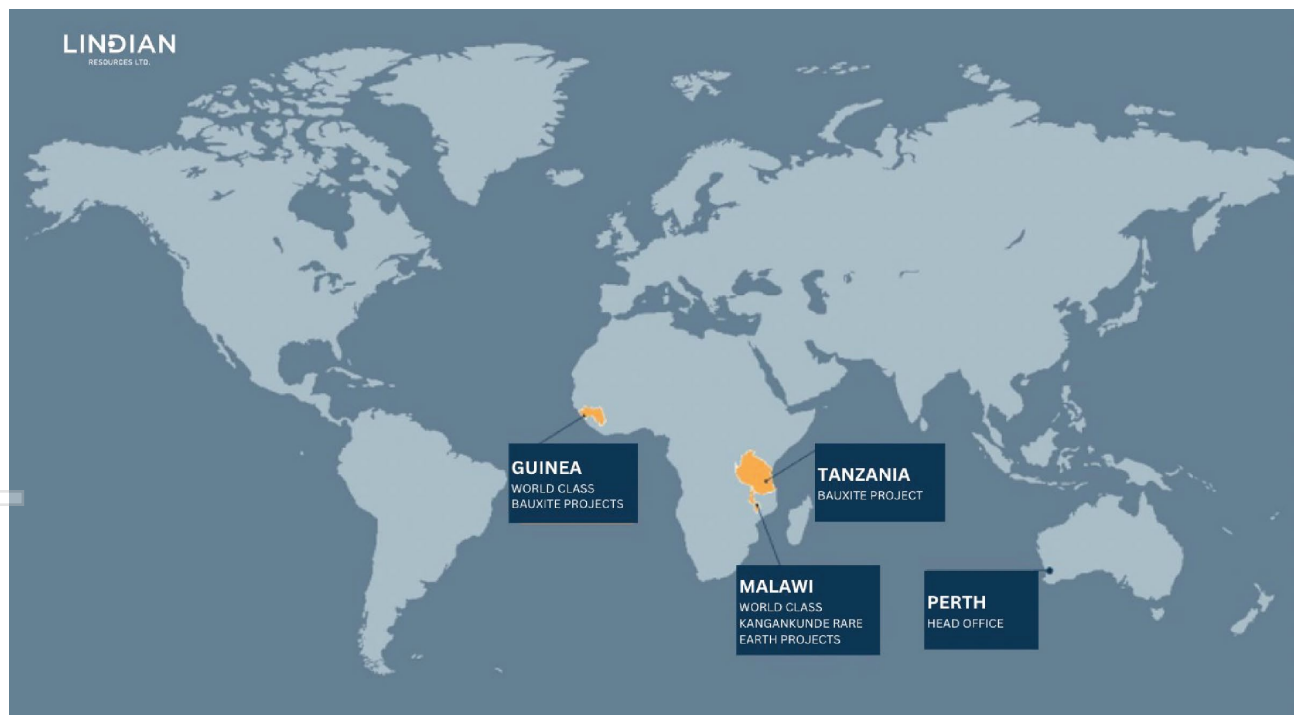 LINDIAN
RESOURCES LTD.
GUINEA
WORLD CLASS
BAUXITE PROJECTS
TANZANIA
BAUXITE PROJECT
MALAWI
WORLD CLASS
KANGANKUNDE RARE
EARTH PROJECTS
PERTH
HEAD OFFICE